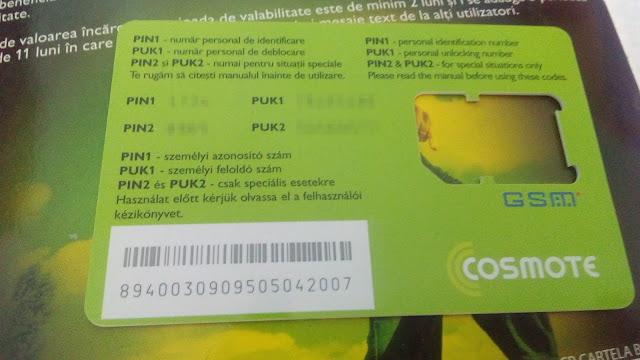 de valabilitate este de minim 2 luni și
mesaje text de la alți utilizatori.
de valoarea
de 11 luni în care
PIN1 - număr personal de identificare
PUK1 - număr personal de deblocare
PIN2 și PUK2 - numai pentru situații speciale
Te rugăm să citești manualul înainte de utilizare.
PIN1 - personal identification number
PUK1 - personal unlocking number
PIN2 & PUK2 - for special situations only
Please read the manual before using these codes.
PIN1
PUK1
PIN2
PUK2
PIN1 - személyi azonosító szám
PUK1 - személyi feloldó szám
PIN2 és PUK2 - csak speciális esetekre
Használat előtt kérjük olvassa el a felhasználói
kézikönyvet.
GSM
COSMOTE
8940030909505042007
CARTELA